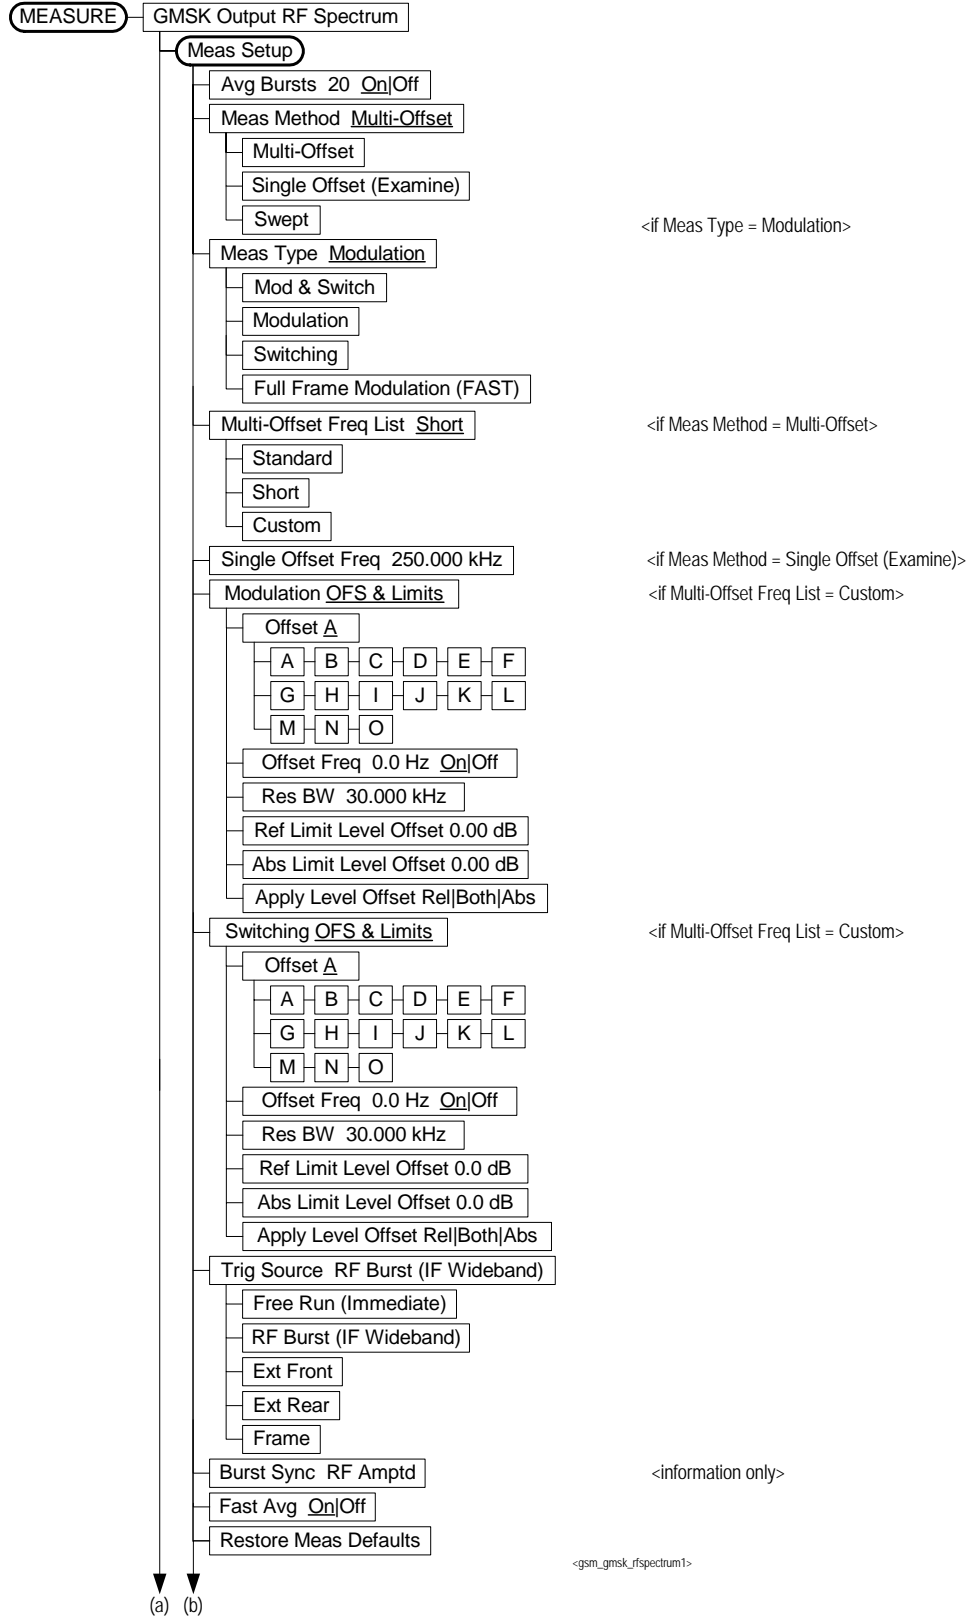 MEASURE GMSK Output RF Spectrum
Meas Setup
Avg Bursts 20 On|Off
Meas Method Multi-Offset
Multi-Offset
Single Offset (Examine)
Swept <if Meas Type = Modulation>
Meas Type Modulation
Mod & Switch
Modulation
Switching
Full Frame Modulation (FAST)
Multi-Offset Freq List Short <if Meas Method = Multi-Offset>
Standard
Short
Custom
Single Offset Freq 250.000 kHz <if Meas Method = Single Offset (Examine)>
Modulation OFS & Limits <if Multi-Offset Freq List = Custom>
Offset A
A B C D E F
G H I J K L
M N O
Offset Freq 0.0 Hz On|Off
Res BW 30.000 kHz
Ref Limit Level Offset 0.00 dB
Abs Limit Level Offset 0.00 dB
Apply Level Offset Rel|Both|Abs
Switching OFS & Limits <if Multi-Offset Freq List = Custom>
Offset A
A B C D E F
G H I J K L
M N O
Offset Freq 0.0 Hz On|Off
Res BW 30.000 kHz
Ref Limit Level Offset 0.0 dB
Abs Limit Level Offset 0.0 dB
Apply Level Offset Rel|Both|Abs
Trig Source RF Burst (IF Wideband)
Free Run (Immediate)
RF Burst (IF Wideband)
Ext Front
Ext Rear
Frame
Burst Sync RF Amptd <information only>
Fast Avg On|Off
Restore Meas Defaults
<gsm_gmsk_rfspectrum1>
(a) (b)